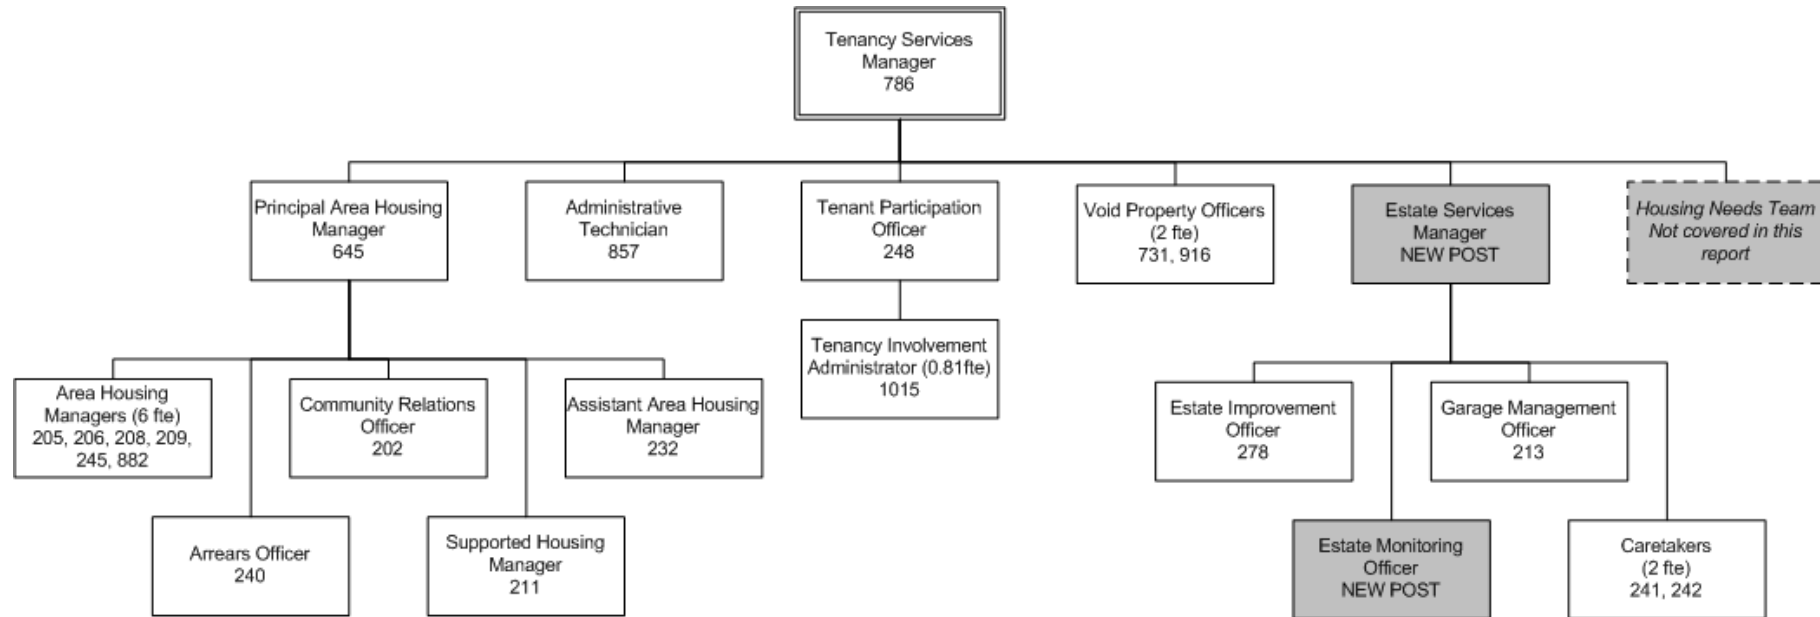 Tenancy Services
Manager
786
Principal Area Housing
Manager
645
Administrative
Technician
857
Tenant Participation
Officer
248
Void Property Officers
(2 fte)
731, 916
Estate Services
Manager
NEW POST
Housing Needs Team
Not covered in this
report
Tenancy Involvement
Administrator (0.81fte)
1015
Area Housing
Managers (6 fte)
205, 206, 208, 209,
245, 882
Community Relations
Officer
202
Assistant Area Housing
Manager
232
Estate Improvement
Officer
278
Garage Management
Officer
213
Arrears Officer
240
Supported Housing
Manager
211
Estate Monitoring
Officer
NEW POST
Caretakers
(2 fte)
241, 242